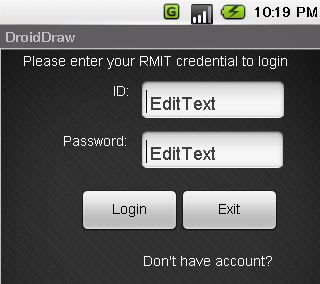 10:19 PM
DroidDraw
Please enter your RMIT credential to login
ID:
EditText
Password:
EditText
Login Exit
Don't have account?